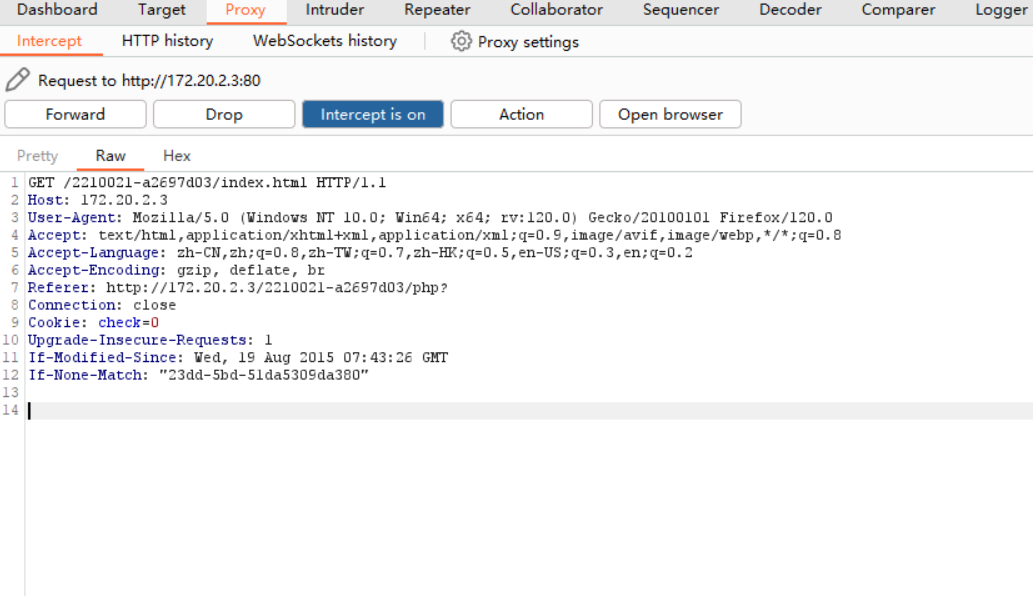 Dashboard Target Proxy Intruder Repeater Collaborator Sequencer Decoder Comparer Logger
Intercept HTTP history WebSockets history Proxy settings
Request to http://172.20.2.3:80
Forward Drop Intercept is on Action Open browser
Pretty Raw Hex
1 GET /2210021-a2697d03/index.html HTTP/1.1
2 Host: 172.20.2.3
3 User-Agent: Mozilla/5.0 (Windows NT 10.0; Win64; x64; rv:120.0) Gecko/20100101 Firefox/120.0
4 Accept: text/html,application/xhtml+xml,application/xml;q=0.9,image/avif,image/webp,*/*;q=0.8
5 Accept-Language: zh-CN,zh;q=0.8,zh-TW;q=0.7,zh-HK;q=0.5,en-US;q=0.3,en;q=0.2
6 Accept-Encoding: gzip, deflate, br
7 Referer: http://172.20.2.3/2210021-a2697d03/php?
8 Connection: close
9 Cookie: check=0
10 Upgrade-Insecure-Requests: 1
11 If-Modified-Since: Wed, 19 Aug 2015 07:43:26 GMT
12 If-None-Match: "23dd-5bd-51da5309da380"
13
14